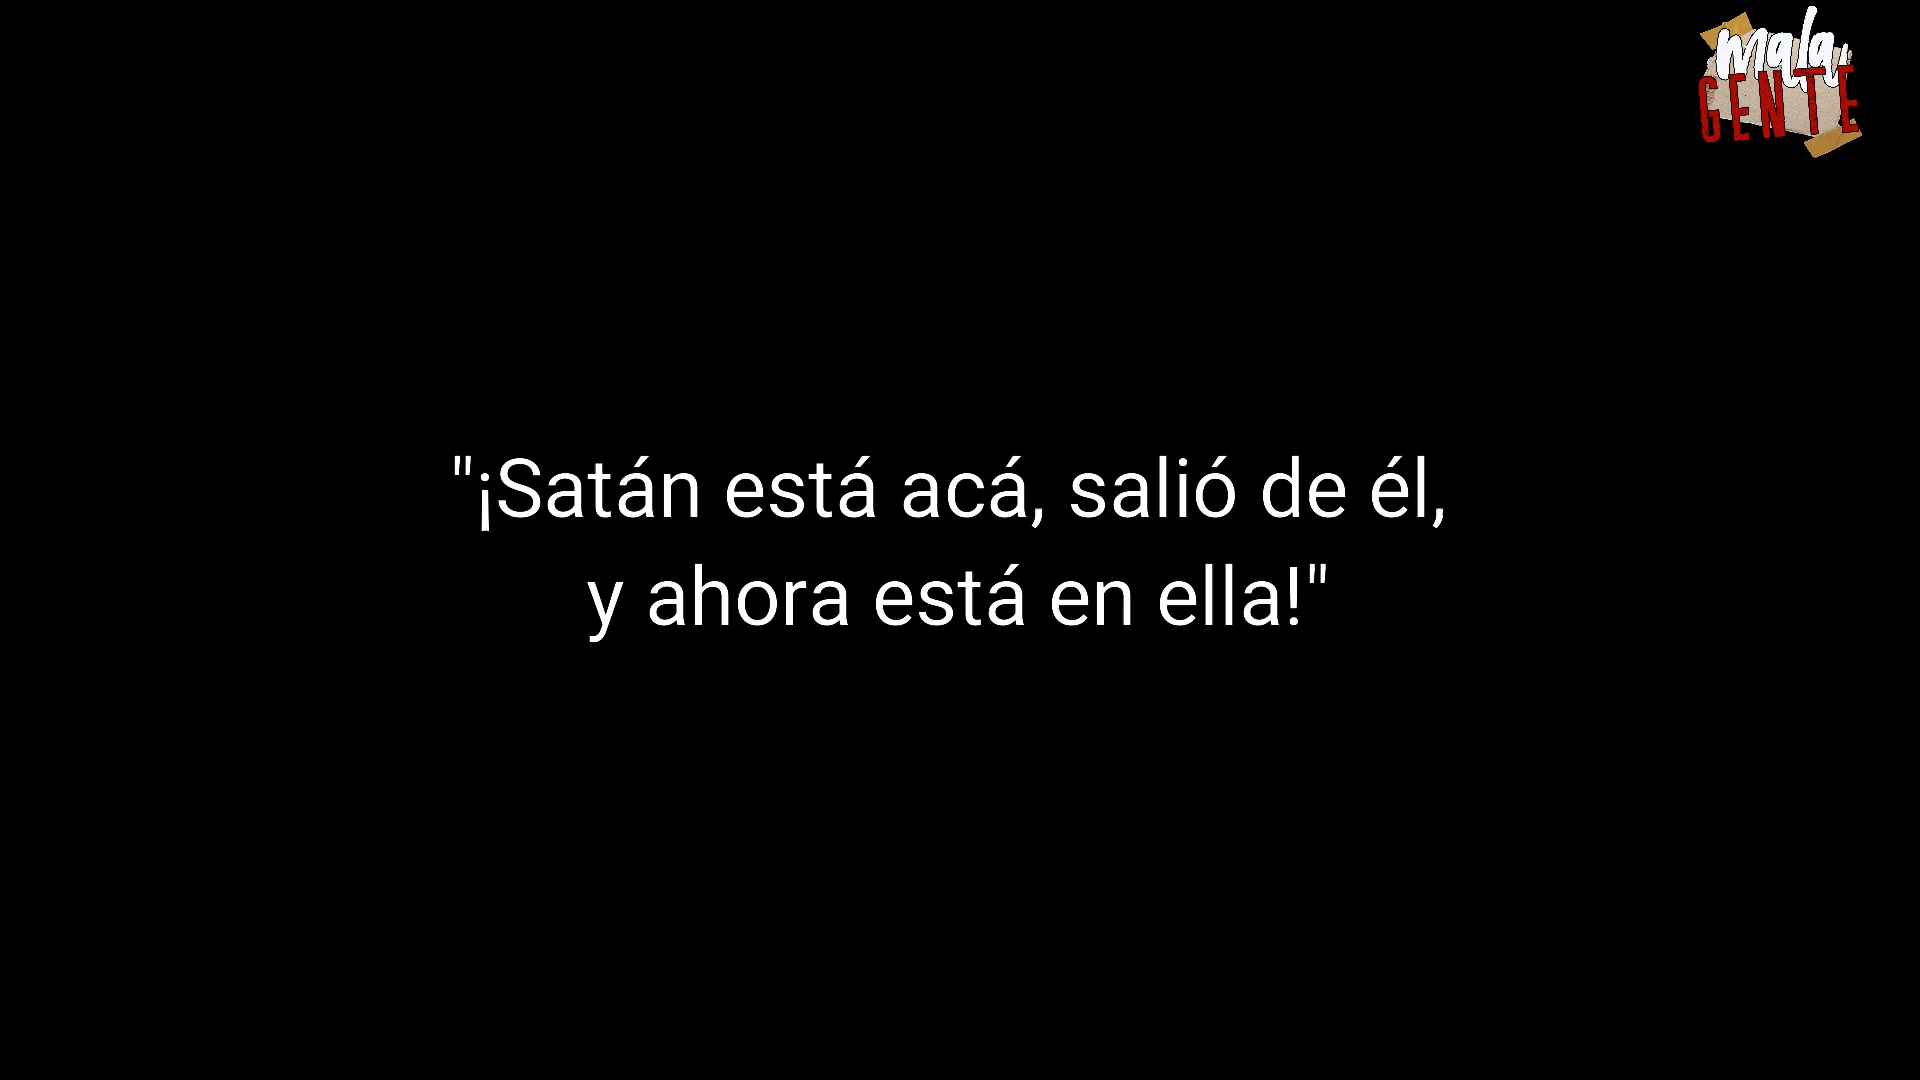 mala
GENTE
"¡Satán está acá, salió de él,
y ahora está en ella!"